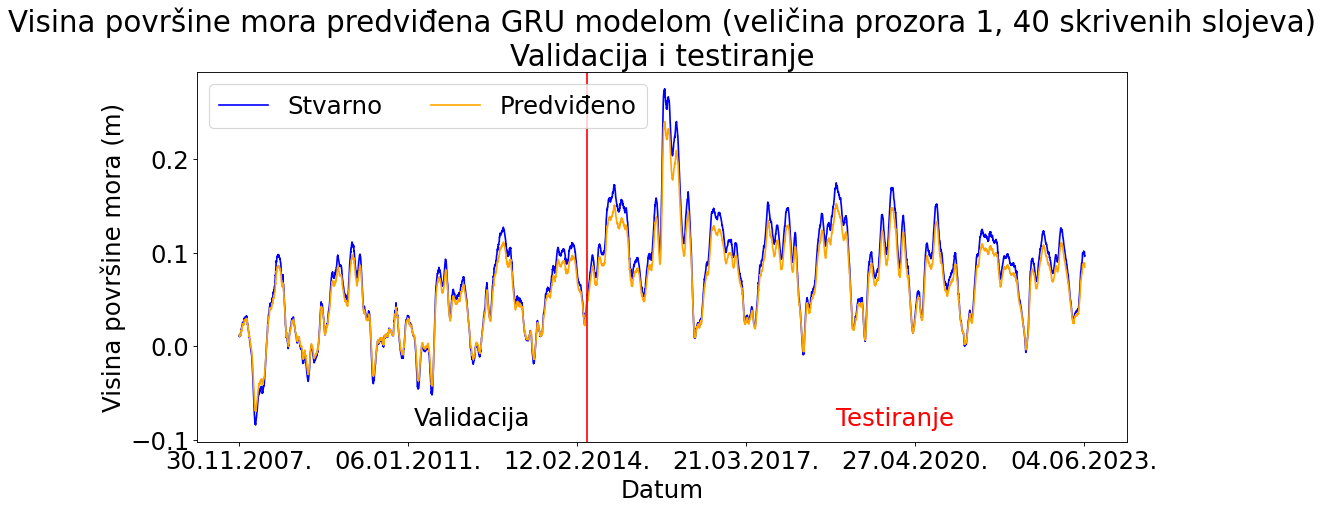 Visina površine mora predviđena GRU modelom (veličina prozora 1, 40 skrivenih slojeva)
Validacija i testiranje
Stvarno
Predviđeno
Visina površine mora (m)
0.2
0.1
0.0
−0.1
Validacija
Testiranje
30.11.2007.
06.01.2011.
12.02.2014.
21.03.2017.
27.04.2020.
04.06.2023.
Datum